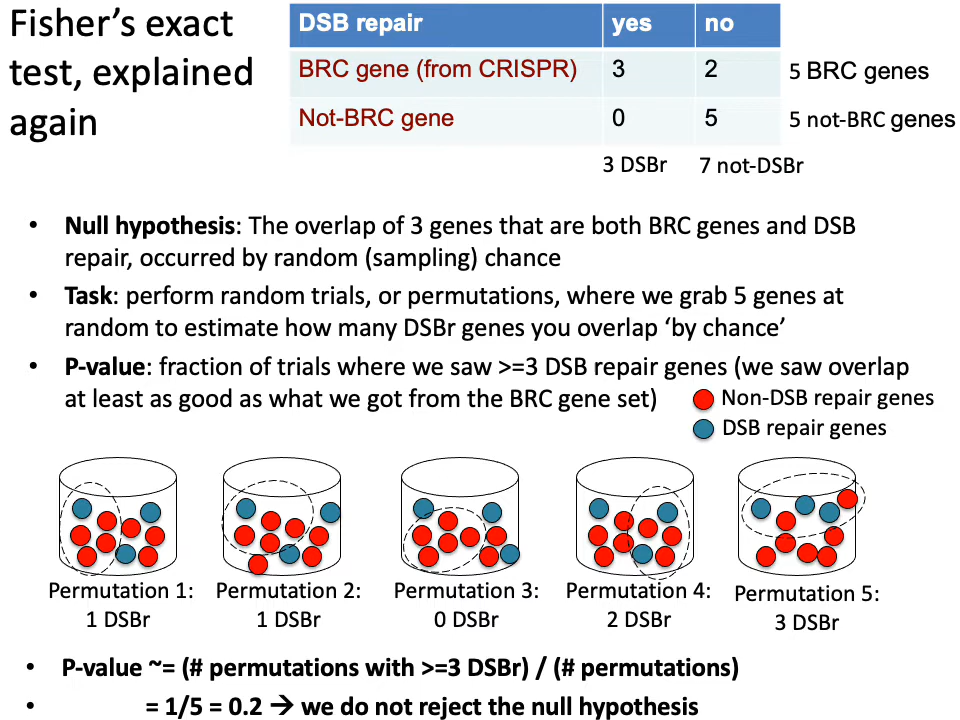 Fisher’s exact
test, explained
again
DSB repair yes no
BRC gene (from CRISPR) 3 2 5 BRC genes
Not-BRC gene 0 5 5 not-BRC genes
3 DSBr 7 not-DSBr
• Null hypothesis: The overlap of 3 genes that are both BRC genes and DSB
repair, occurred by random (sampling) chance
• Task: perform random trials, or permutations, where we grab 5 genes at
random to estimate how many DSBr genes you overlap ‘by chance’
• P-value: fraction of trials where we saw >=3 DSB repair genes (we saw overlap
at least as good as what we got from the BRC gene set)
Non-DSB repair genes
DSB repair genes
Permutation 1:
1 DSBr
Permutation 2:
1 DSBr
Permutation 3:
0 DSBr
Permutation 4:
2 DSBr
Permutation 5:
3 DSBr
• P-value ~= (# permutations with >=3 DSBr) / (# permutations)
• = 1/5 = 0.2 → we do not reject the null hypothesis